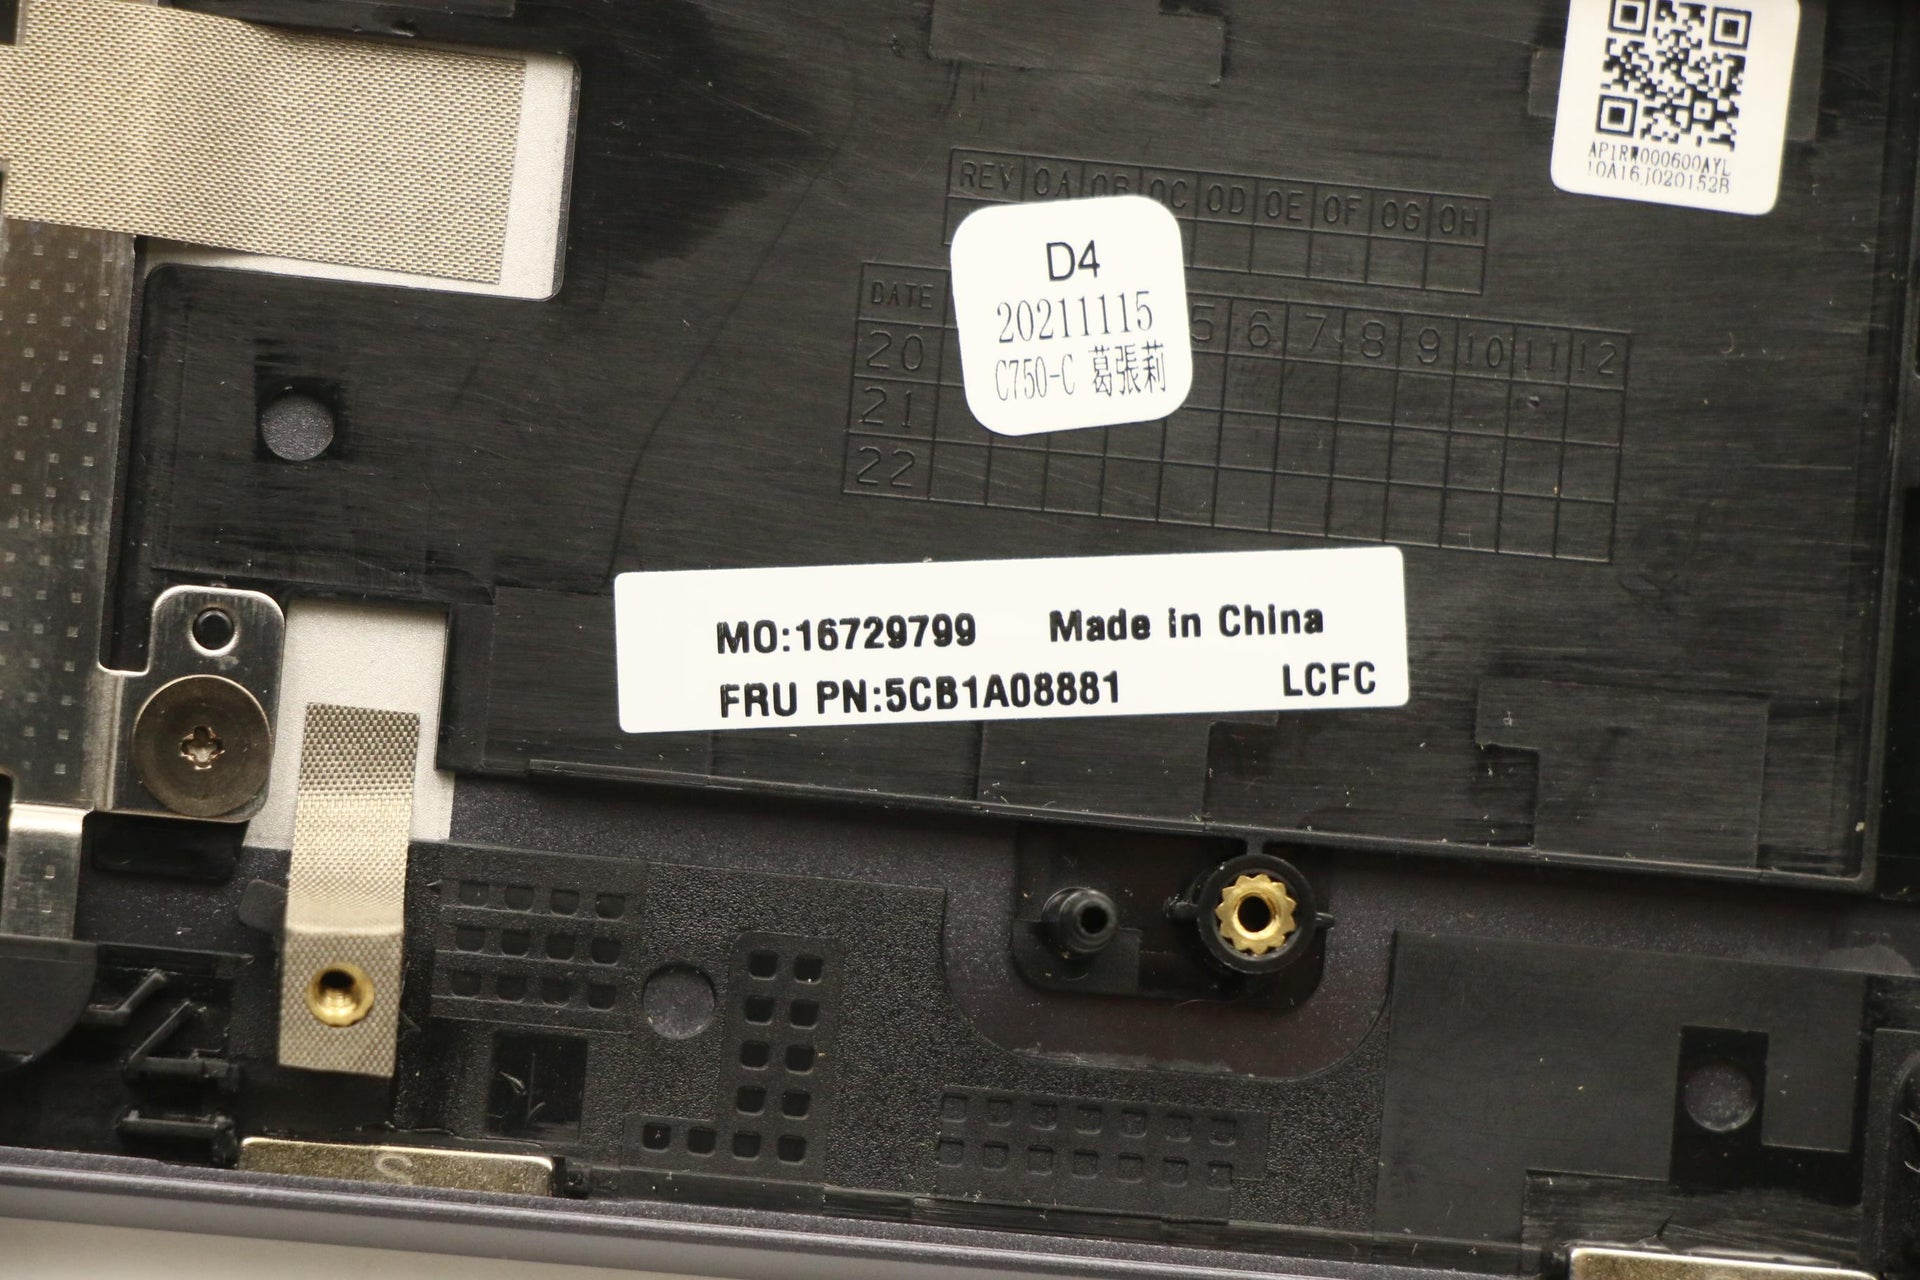 AP1RW000600AYL
10A16J020152B
REV 0A 0B 0C 0D 0E 0F 0G 0H
D4
20211115
C750-C 葛張莉
DATE 5 6 7 8 9 10 11 12
20
21
22
MO:16729799 Made in China
FRU PN:5CB1A08881 LCFC
S